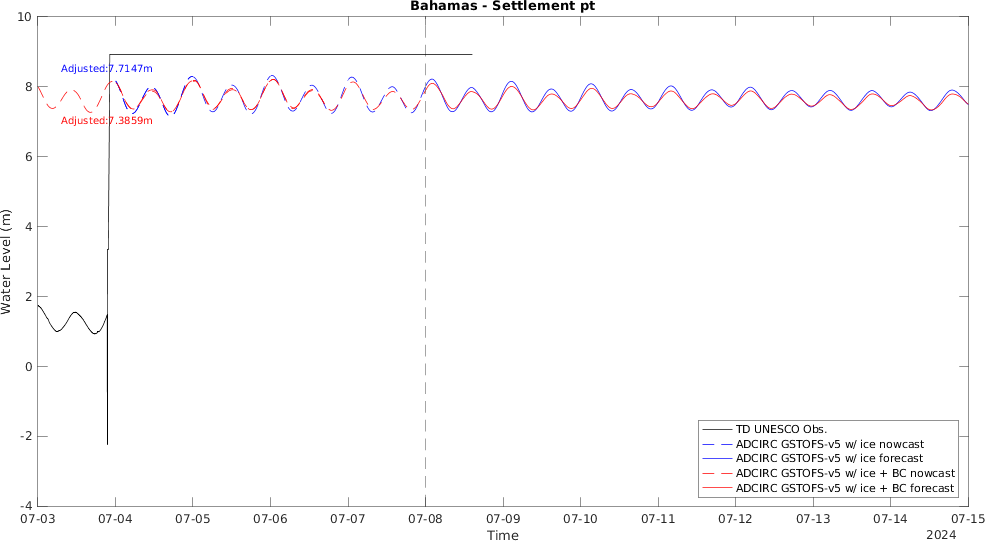 Bahamas - Settlement pt
10
8
6
4
2
0
-2
-4
Water Level (m)
Adjusted:7.7147m
Adjusted:7.3859m
TD UNESCO Obs.
ADCIRC GSTOFS-v5 w/ ice nowcast
ADCIRC GSTOFS-v5 w/ ice forecast
ADCIRC GSTOFS-v5 w/ ice + BC nowcast
ADCIRC GSTOFS-v5 w/ ice + BC forecast
07-03 07-04 07-05 07-06 07-07 07-08 07-09 07-10 07-11 07-12 07-13 07-14 07-15
Time
2024